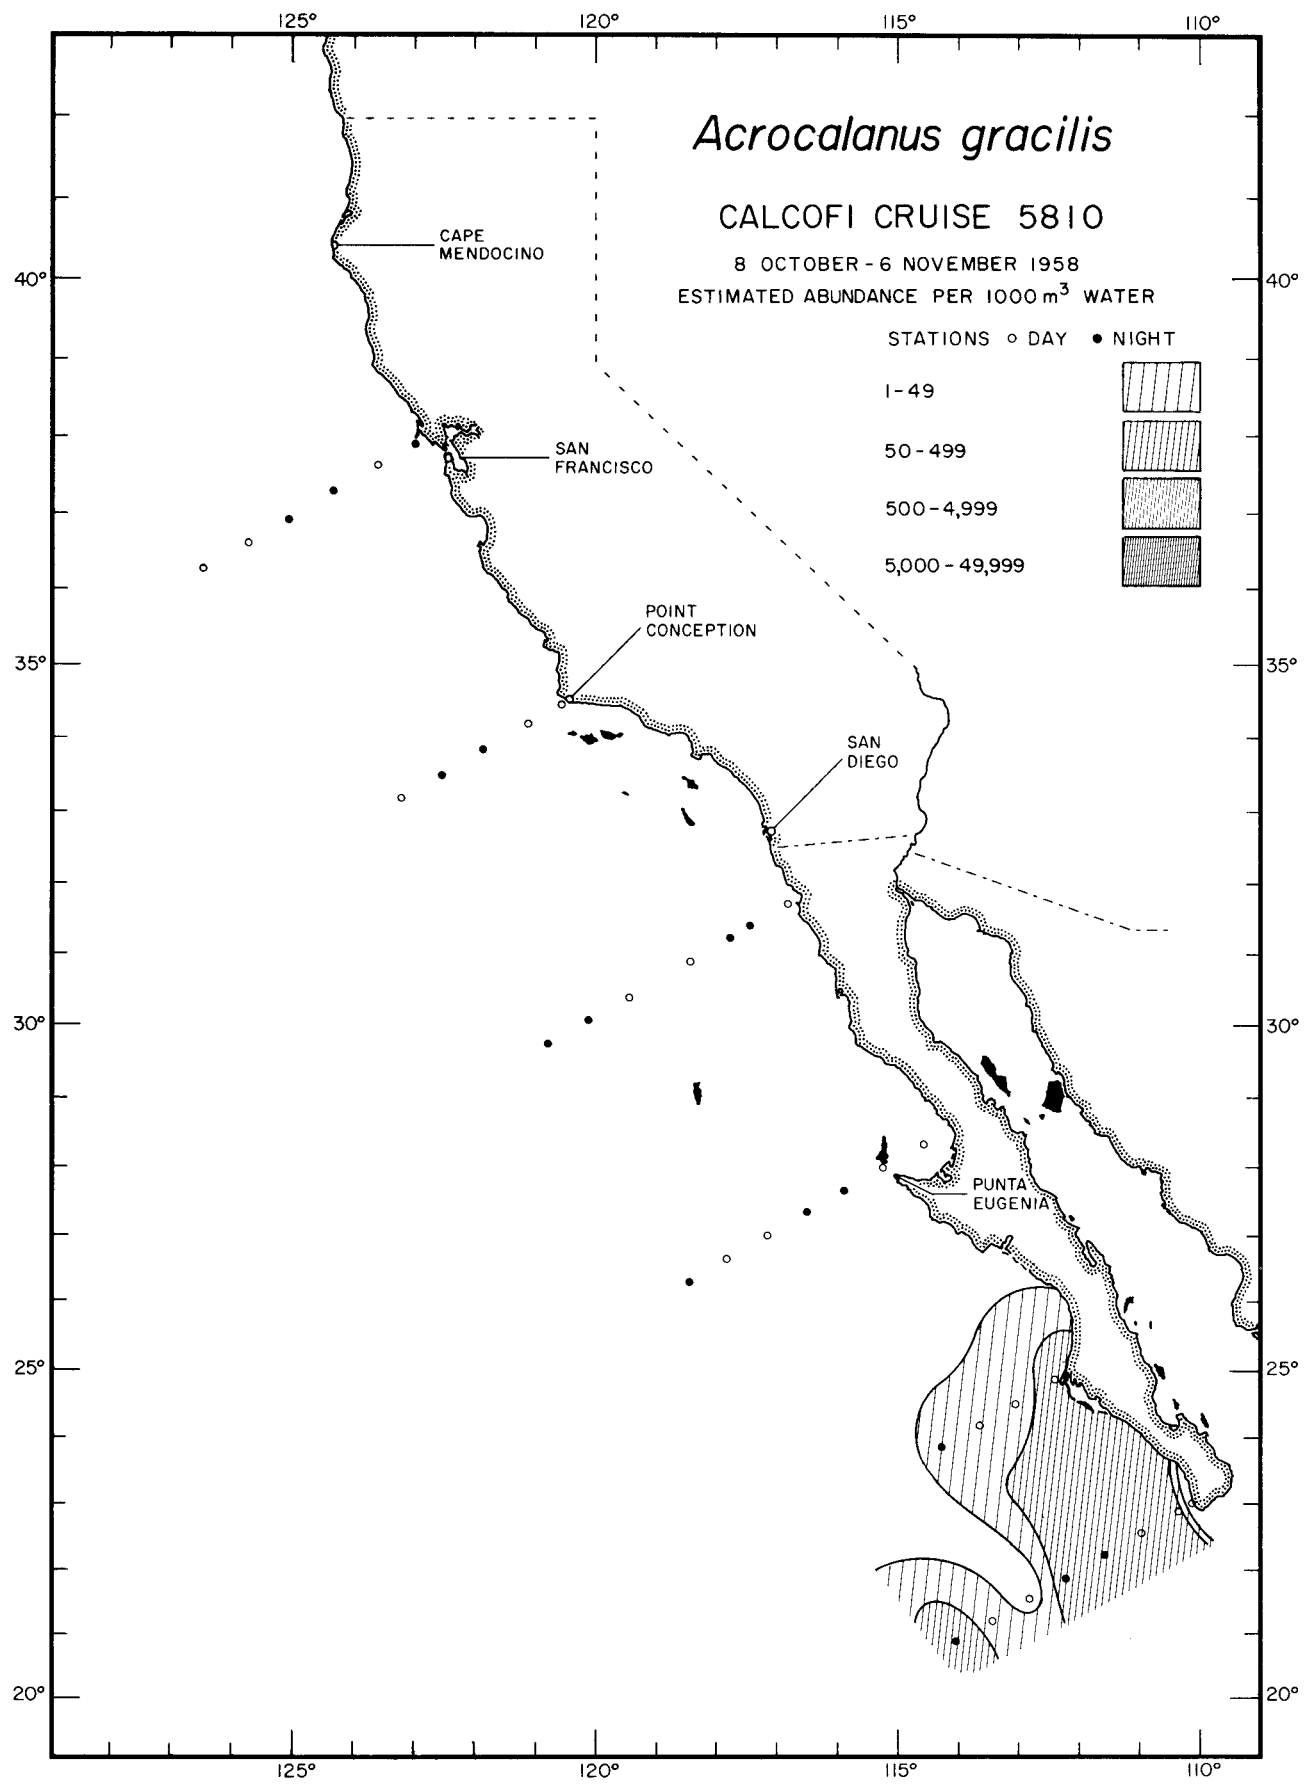 125° 120° 115° 110°
Acrocalanus gracilis
CALCOFI CRUISE 5810
8 OCTOBER - 6 NOVEMBER 1958
ESTIMATED ABUNDANCE PER 1000 m³ WATER
STATIONS ○ DAY ● NIGHT
1 - 49
50 - 499
500 - 4,999
5,000 - 49,999
CAPE
MENDOCINO
40° 40°
SAN
FRANCISCO
POINT
CONCEPTION
35° 35°
SAN
DIEGO
30° 30°
PUNTA
EUGENIA
25° 25°
20° 20°
125° 120° 115° 110°